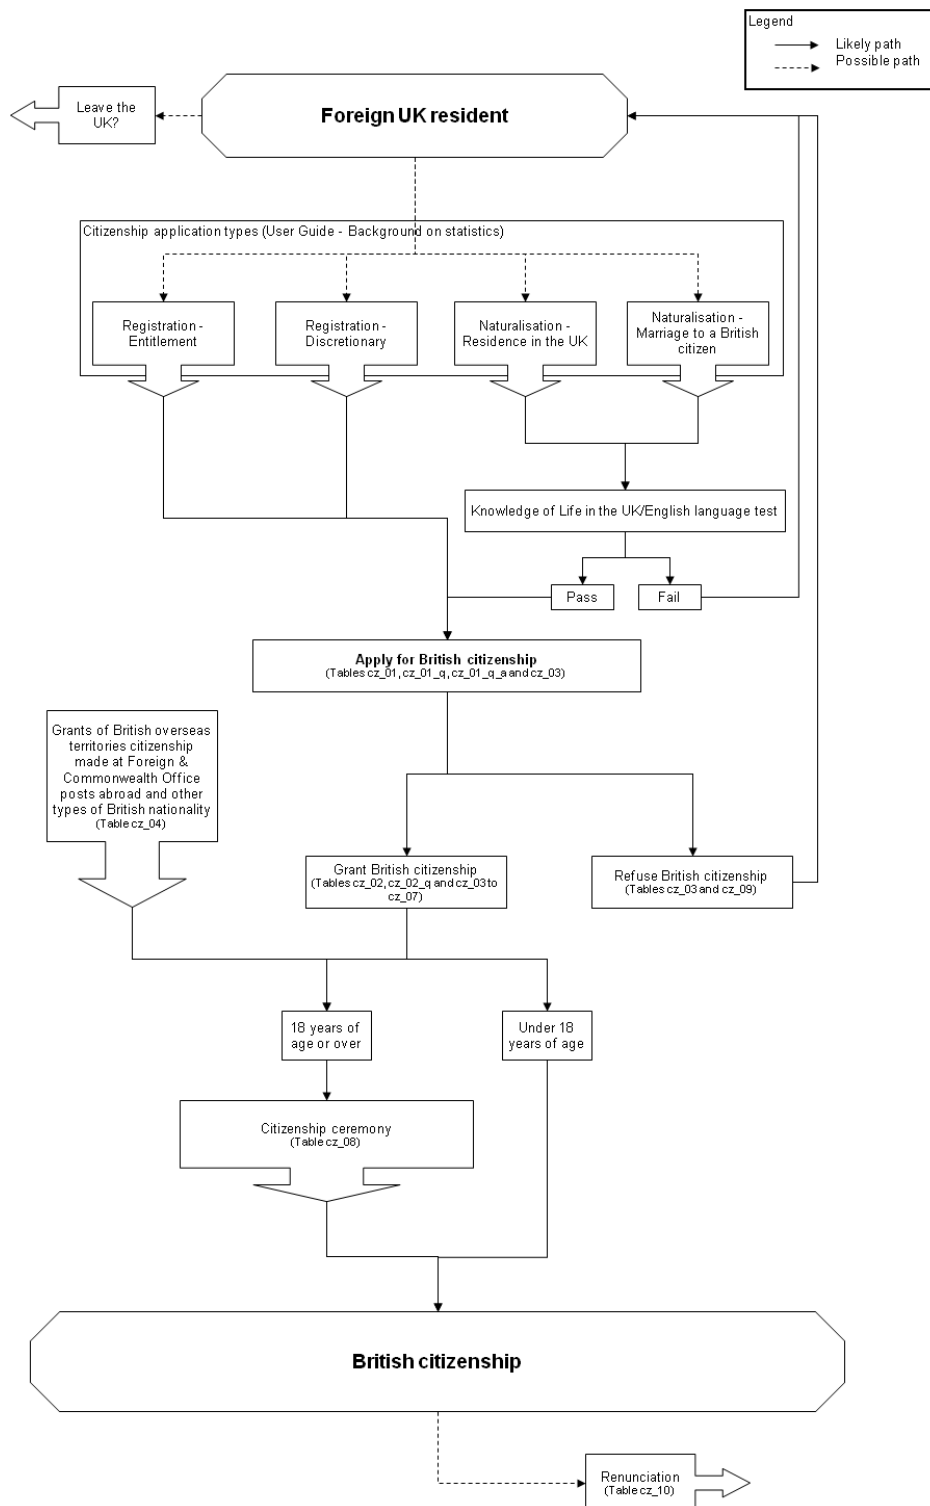 Legend
Likely path
Possible path
Leave the
UK?
Foreign UK resident
Citizenship application types (User Guide - Background on statistics)
Registration -
Entitlement
Registration -
Discretionary
Naturalisation -
Residence in the UK
Naturalisation -
Marriage to a British
citizen
Knowledge of Life in the UK/English language test
Pass
Fail
Apply for British citizenship
(Tables cz_01, cz_01_q, cz_01_q_a and cz_03)
Grants of British overseas
territories citizenship
made at Foreign &
Commonwealth Office
posts abroad and other
types of British nationality
(Table cz_04)
Grant British citizenship
(Tables cz_02, cz_02_q and cz_03 to
cz_07)
Refuse British citizenship
(Tables cz_03 and cz_09)
18 years of
age or over
Under 18
years of age
Citizenship ceremony
(Table cz_08)
British citizenship
Renunciation
(Table cz_10)